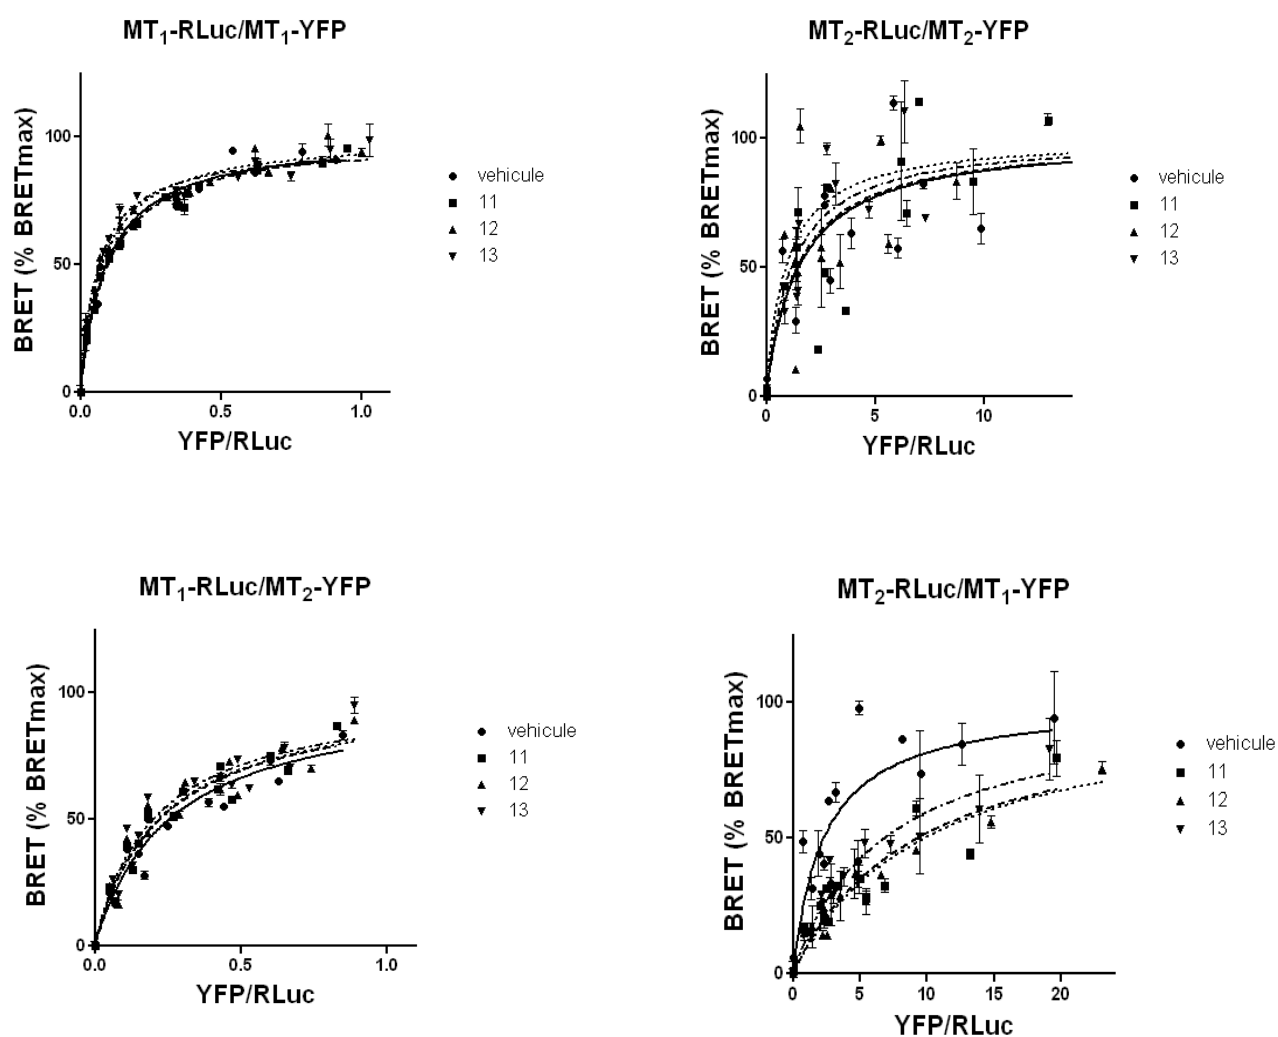 MT1-RLuc/MT1-YFP
BRET (% BRETmax)
100
50
0
0.0 0.5 1.0
YFP/RLuc
vehicule
11
12
13
MT2-RLuc/MT2-YFP
BRET (% BRETmax)
100
50
0
0 5 10
YFP/RLuc
vehicule
11
12
13
MT1-RLuc/MT2-YFP
BRET (% BRETmax)
100
50
0
0.0 0.5 1.0
YFP/RLuc
vehicule
11
12
13
MT2-RLuc/MT1-YFP
BRET (% BRETmax)
100
50
0
0 5 10 15 20
YFP/RLuc
vehicule
11
12
13